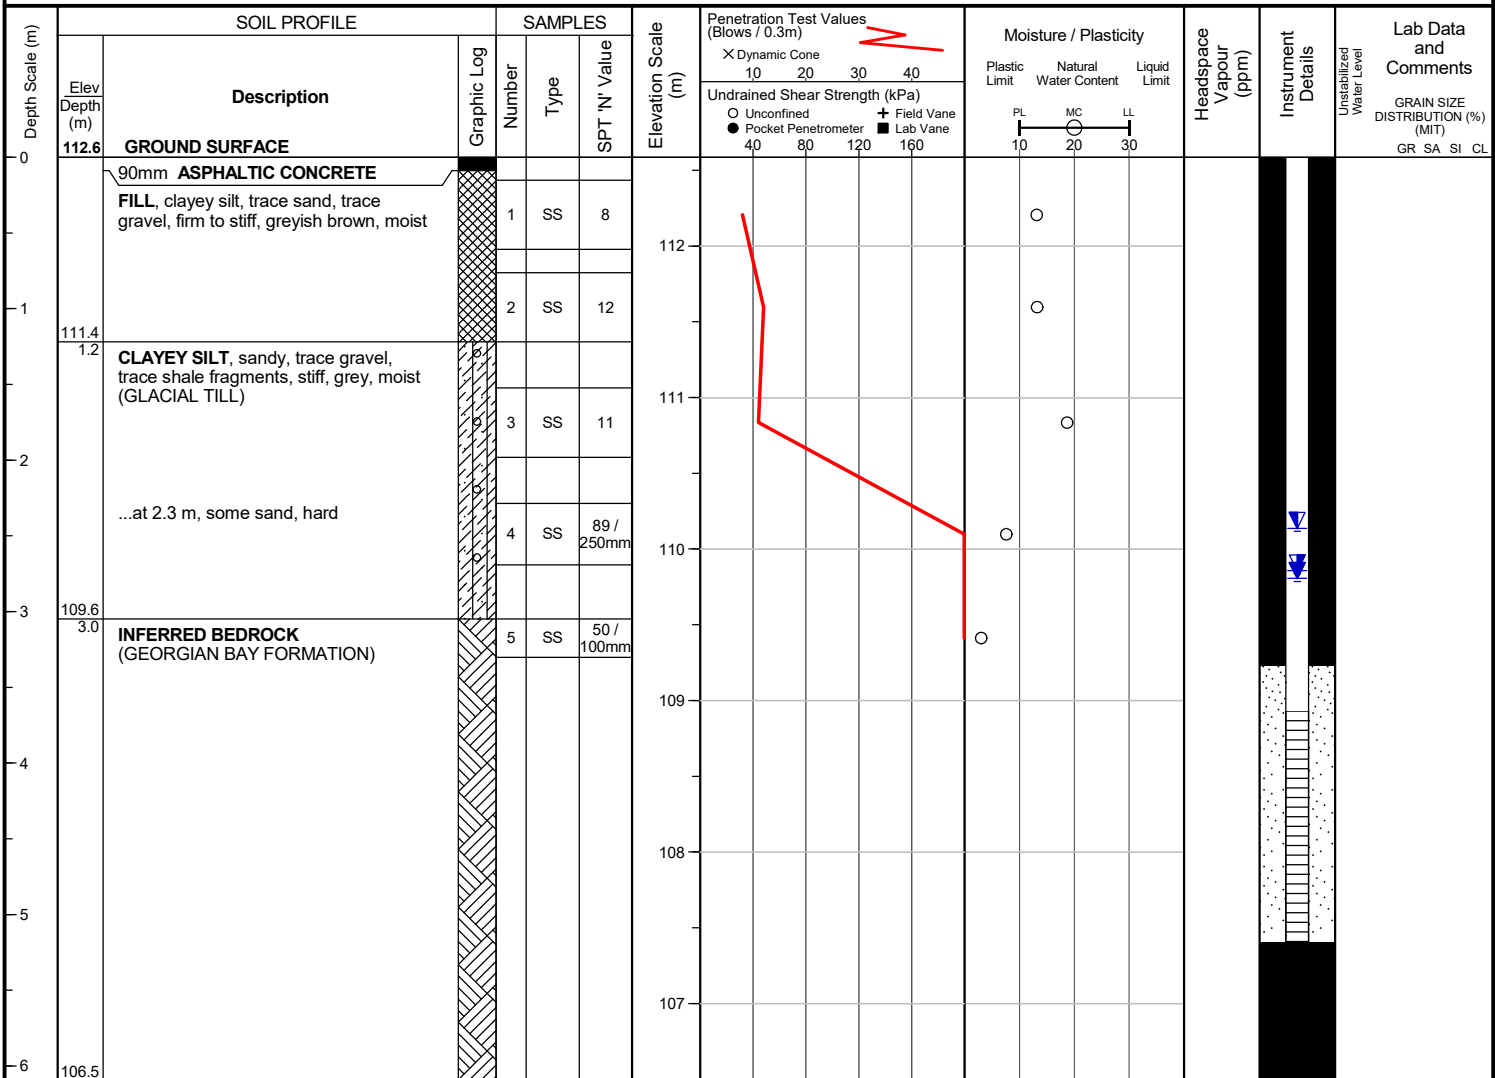 SOIL PROFILE
SAMPLES
Depth Scale (m)
Elev
Depth
(m)
112.6
Description
GROUND SURFACE
Graphic Log
Number
Type
SPT 'N' Value
Elevation Scale
(m)
Penetration Test Values
(Blows / 0.3m)
X Dynamic Cone
10 20 30 40
Undrained Shear Strength (kPa)
Unconfined
Field Vane
Pocket Penetrometer
Lab Vane
40 80 120 160
Moisture / Plasticity
Plastic
Limit
Natural
Water Content
Liquid
Limit
PL MC LL
10 20 30
Headspace
Vapour
(ppm)
Instrument
Details
Unstabilized
Water Level
Lab Data
and
Comments
GRAIN SIZE
DISTRIBUTION (%)
(MIT)
GR SA SI CL
0
90mm ASPHALTIC CONCRETE
FILL, clayey silt, trace sand, trace
gravel, firm to stiff, greyish brown, moist
1 SS 8
112
1
2 SS 12
111.4
1.2
CLAYEY SILT, sandy, trace gravel,
trace shale fragments, stiff, grey, moist
(GLACIAL TILL)
111
3 SS 11
2
...at 2.3 m, some sand, hard
4 SS 89 /
250mm
110
3
109.6
3.0
INFERRED BEDROCK
(GEORGIAN BAY FORMATION)
5 SS 50 /
100mm
109
4
108
5
107
6
106.5